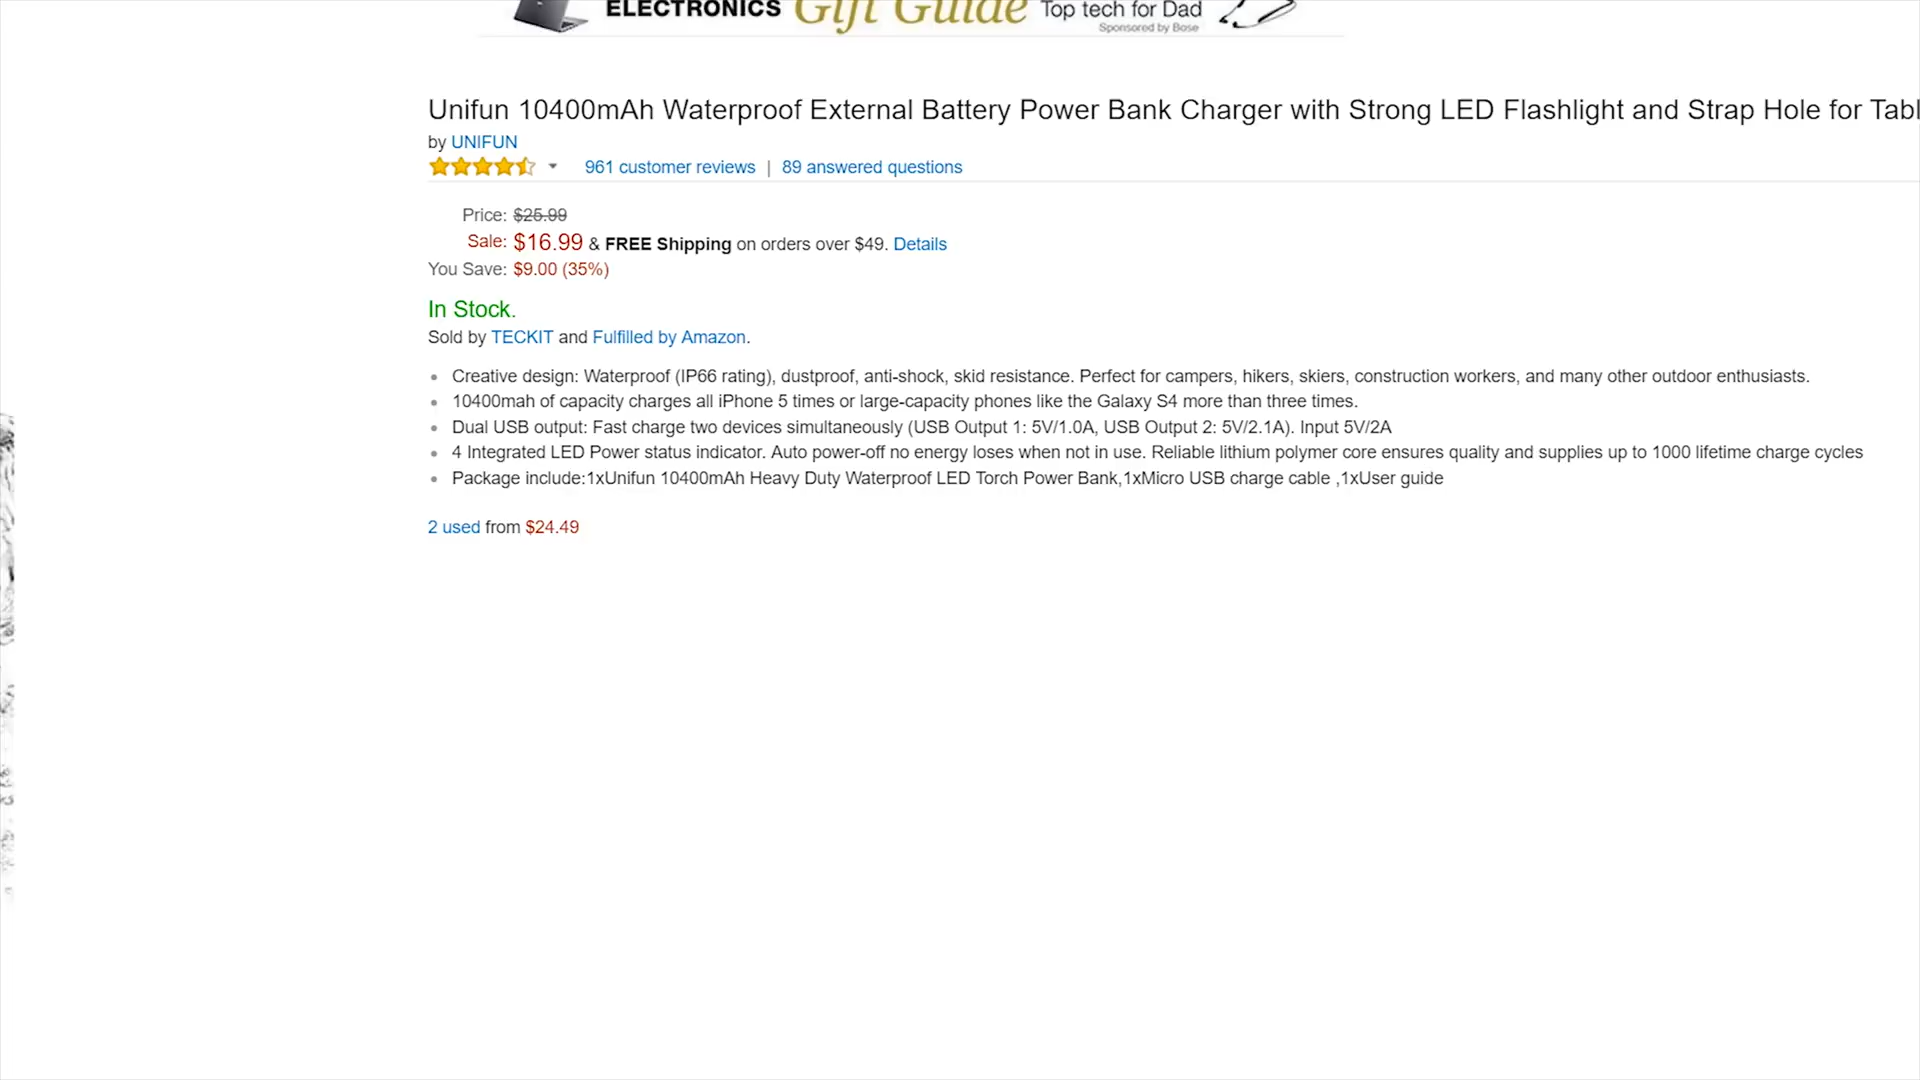 ELECTRONICS Gift Guide Top tech for Dad
Sponsored by Bose
Unifun 10400mAh Waterproof External Battery Power Bank Charger with Strong LED Flashlight and Strap Hole for Tabl
by UNIFUN
961 customer reviews | 89 answered questions
Price: $25.99
Sale: $16.99 & FREE Shipping on orders over $49. Details
You Save: $9.00 (35%)
In Stock.
Sold by TECKIT and Fulfilled by Amazon.
Creative design: Waterproof (IP66 rating), dustproof, anti-shock, skid resistance. Perfect for campers, hikers, skiers, construction workers, and many other outdoor enthusiasts.
10400mah of capacity charges all iPhone 5 times or large-capacity phones like the Galaxy S4 more than three times.
Dual USB output: Fast charge two devices simultaneously (USB Output 1: 5V/1.0A, USB Output 2: 5V/2.1A). Input 5V/2A
4 Integrated LED Power status indicator. Auto power-off no energy loses when not in use. Reliable lithium polymer core ensures quality and supplies up to 1000 lifetime charge cycles
Package include:1xUnifun 10400mAh Heavy Duty Waterproof LED Torch Power Bank,1xMicro USB charge cable ,1xUser guide
2 used from $24.49